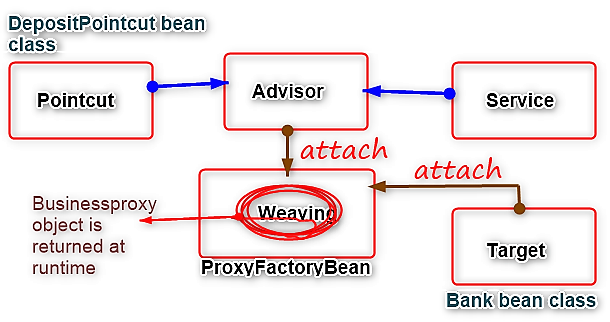 DepositPointcut bean
class
Pointcut
Advisor
Service
attach
attach
Businessproxy
object is
returned at
runtime
Weaving
ProxyFactoryBean
Target
Bank bean class